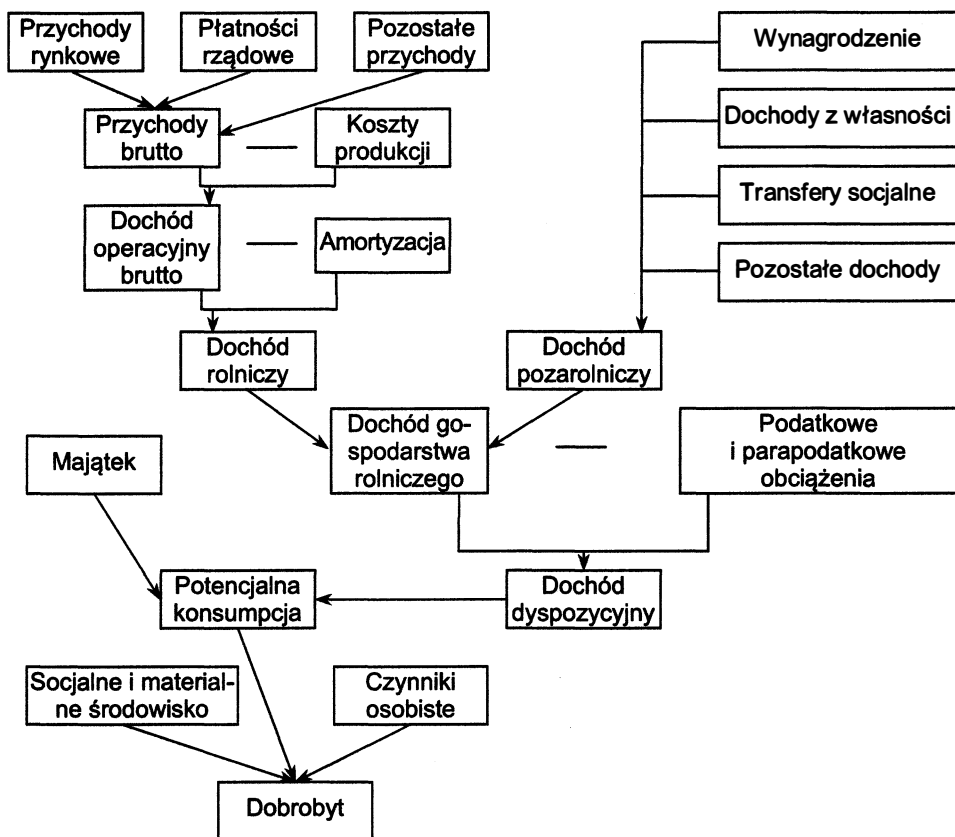 Przychody
rynkowe
Płatności
rządowe
Pozostałe
przychody
Wynagrodzenie
Przychody
brutto
—
Koszty
produkcji
Dochody z własności
Transfery socjalne
Dochód
operacyjny
brutto
—
Amortyzacja
Pozostałe dochody
Dochód
rolniczy
Dochód
pozarolniczy
Majątek
Dochód go-
spodarstwa
rolniczego
—
Podatkowe
i parapodatkowe
obciążenia
Potencjalna
konsumpcja
Dochód
dyspozycyjny
Socjalne i material-
ne środowisko
Czynniki
osobiste
Dobrobyt